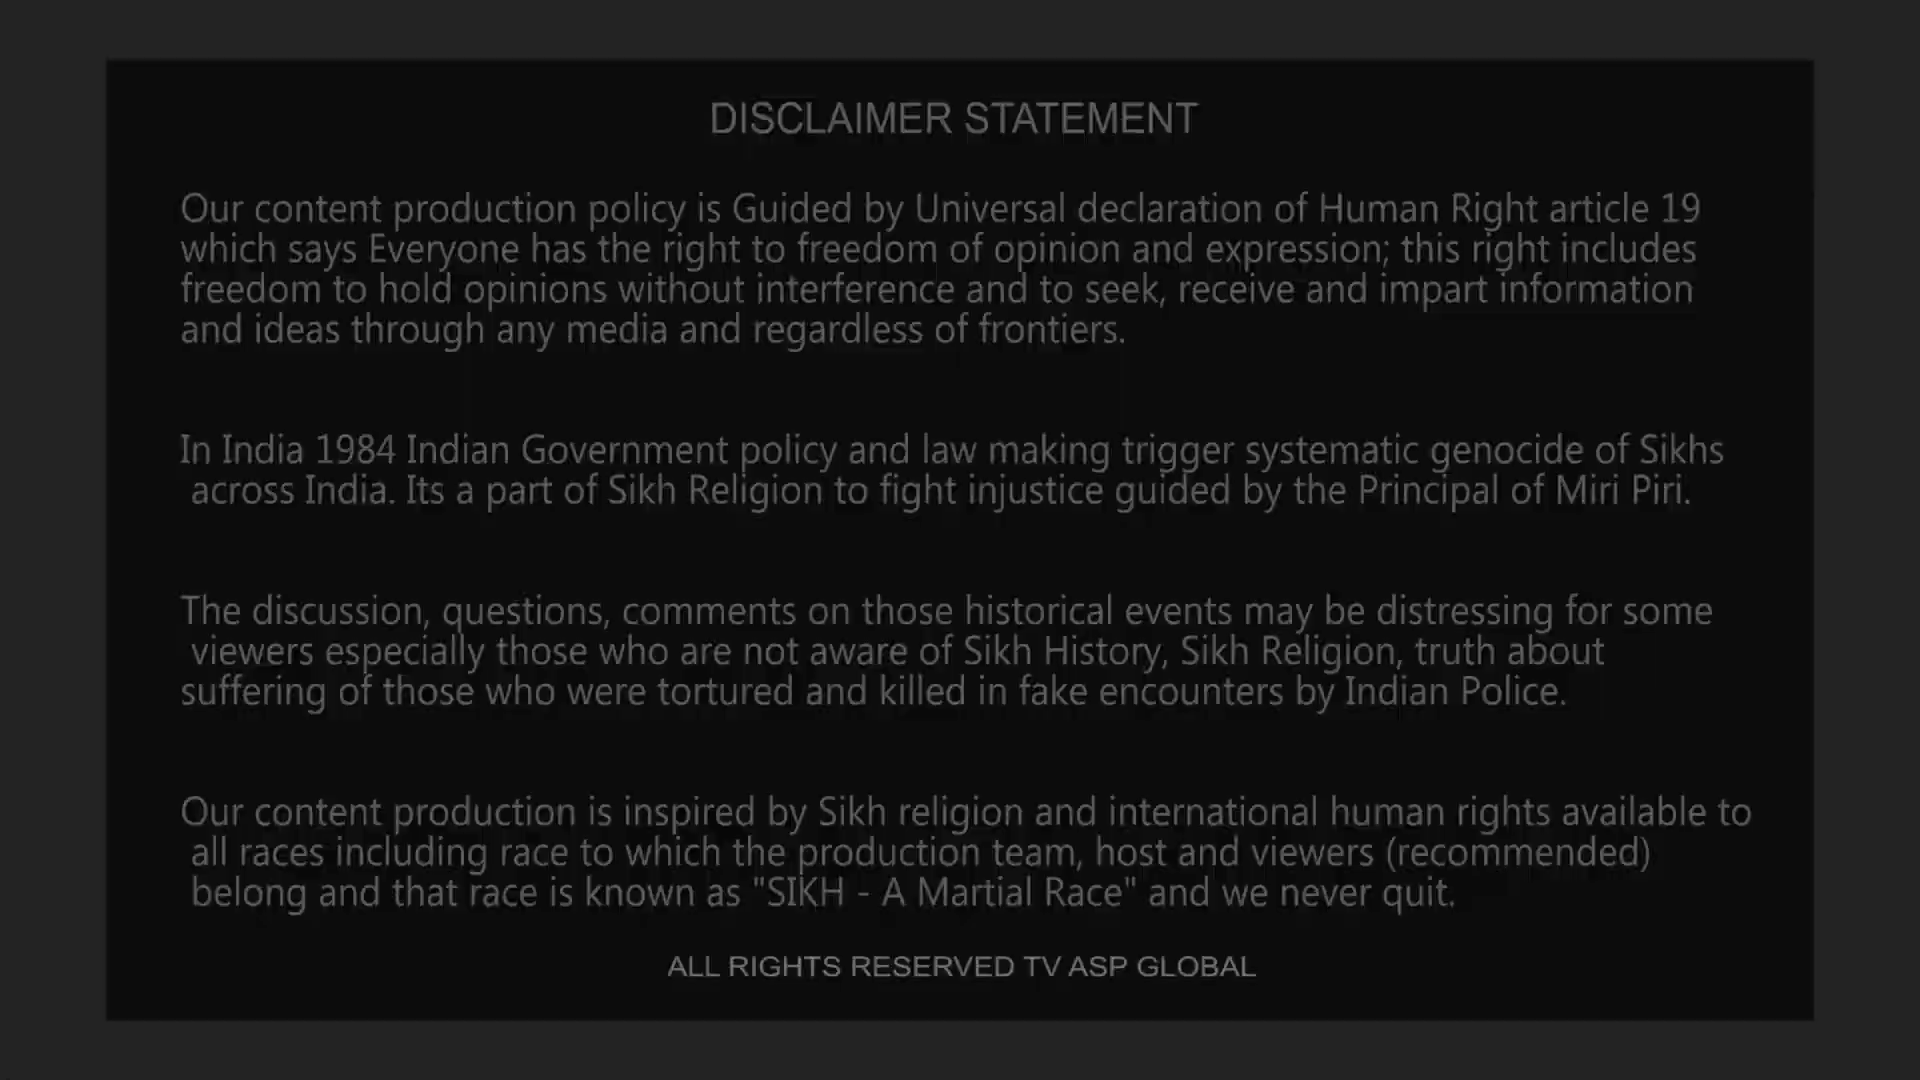 DISCLAIMER STATEMENT
Our content production policy is Guided by Universal declaration of Human Right article 19
which says Everyone has the right to freedom of opinion and expression; this right includes
freedom to hold opinions without interference and to seek, receive and impart information
and ideas through any media and regardless of frontiers.
In India 1984 Indian Government policy and law making trigger systematic genocide of Sikhs
across India. Its a part of Sikh Religion to fight injustice guided by the Principal of Miri Piri.
The discussion, questions, comments on those historical events may be distressing for some
viewers especially those who are not aware of Sikh History, Sikh Religion, truth about
suffering of those who were tortured and killed in fake encounters by Indian Police.
Our content production is inspired by Sikh religion and international human rights available to
all races including race to which the production team, host and viewers (recommended)
belong and that race is known as "SIKH - A Martial Race" and we never quit.
ALL RIGHTS RESERVED TV ASP GLOBAL